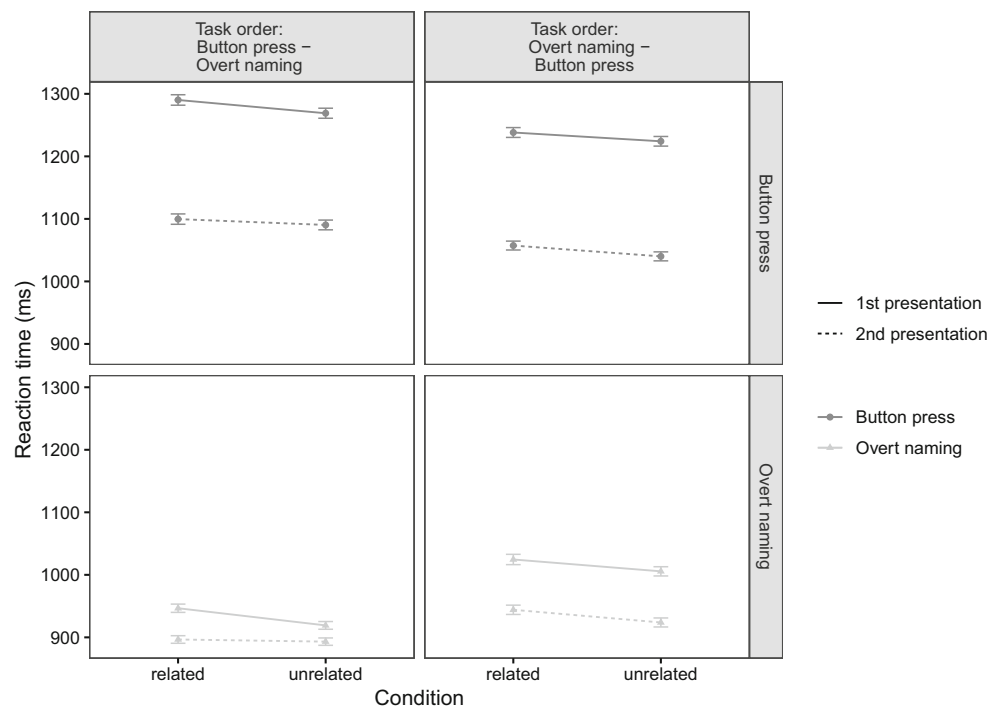 Task order:
Button press −
Overt naming
Task order:
Overt naming −
Button press
1300
1200
1100
1000
900
Button press
1300
1200
1100
1000
900
Overt naming
Reaction time (ms)
related
unrelated
related
unrelated
Condition
1st presentation
2nd presentation
Button press
Overt naming